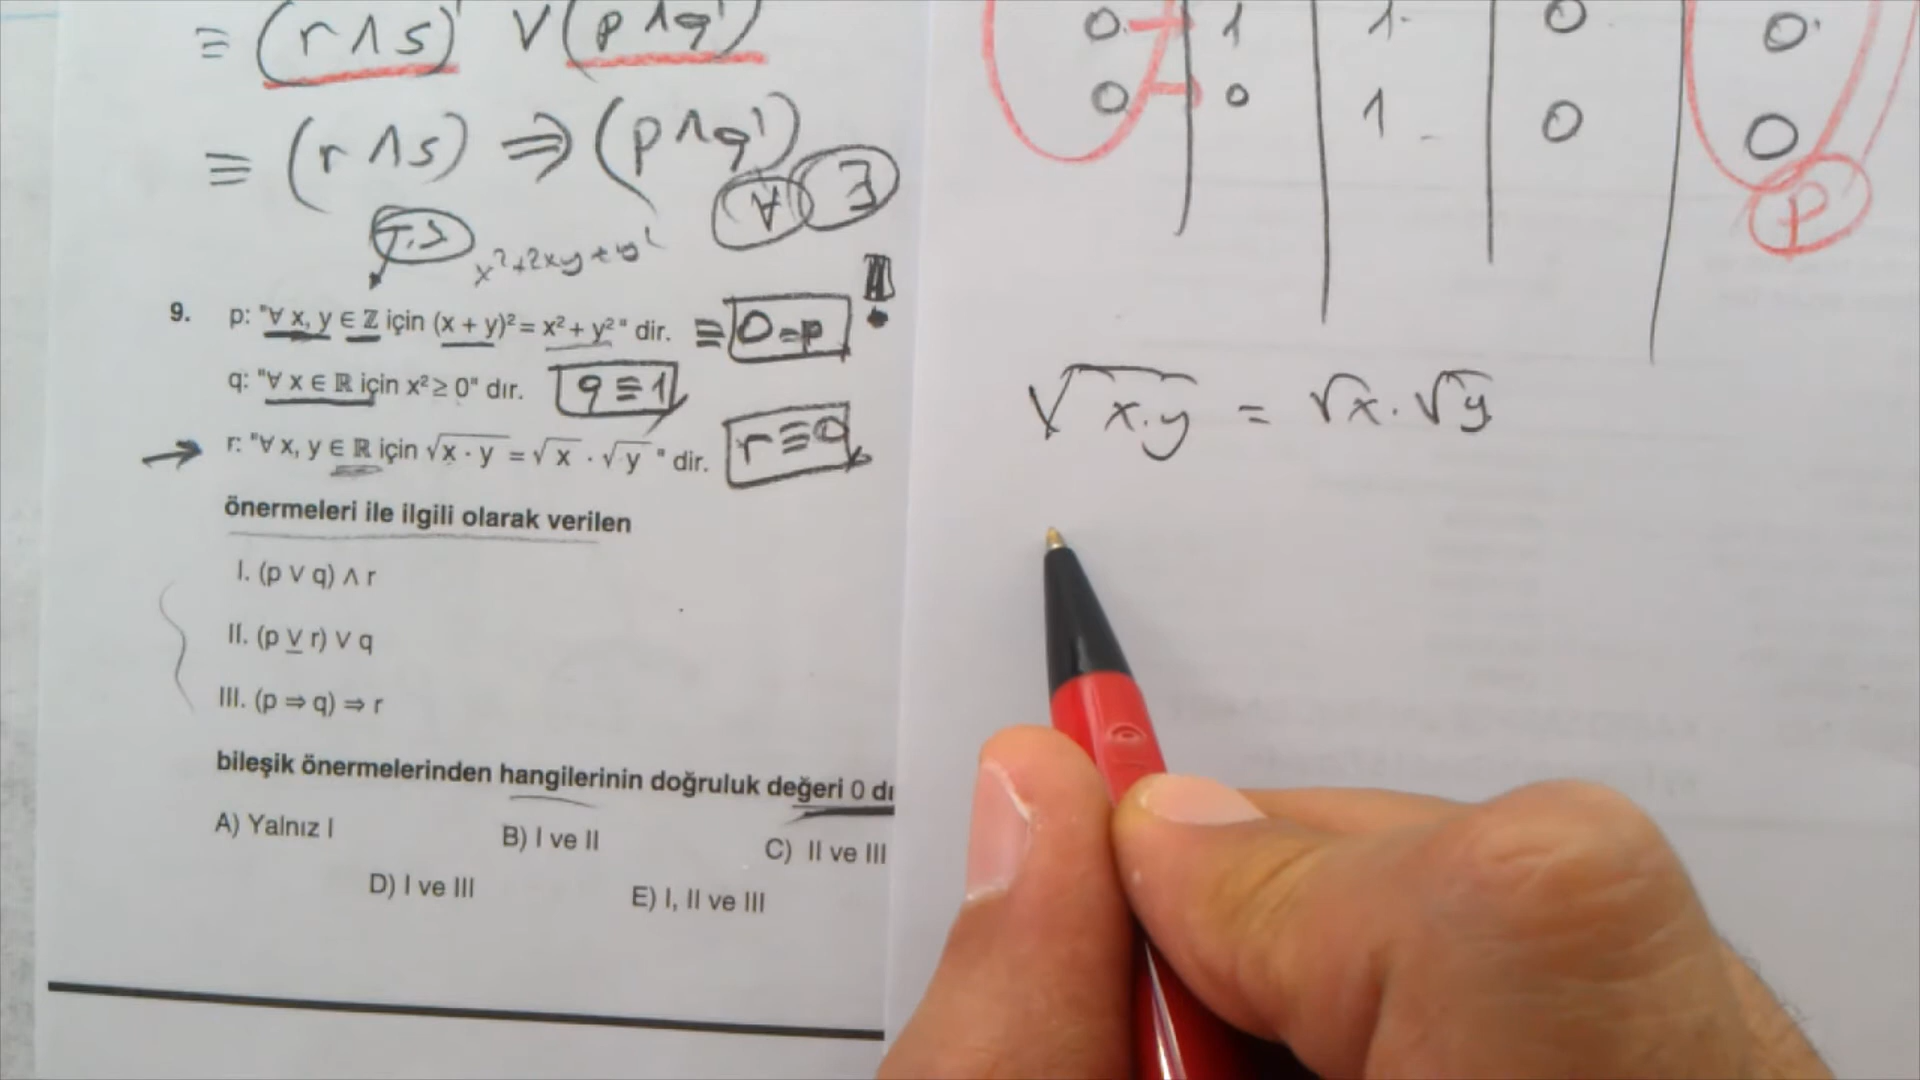 ≡ (r ∧ s)' ∨ (p ∧ q')
≡ (r ∧ s) ⇒ (p ∧ q')
∀ ∃
T.S
x²+2xy+y²
9. p: "∀ x, y ∈ ℤ için (x + y)² = x² + y² " dir. ≡ 0 = p !
q: "∀ x ∈ ℝ için x² ≥ 0" dır. q ≡ 1
r: "∀ x, y ∈ ℝ için √x · y = √x · √y " dir. r ≡ 0
önermeleri ile ilgili olarak verilen
I. (p ∨ q) ∧ r
II. (p ⊻ r) ∨ q
III. (p ⇒ q) ⇒ r
bileşik önermelerinden hangilerinin doğruluk değeri 0 dı
A) Yalnız I B) I ve II C) II ve III
D) I ve III E) I, II ve III
0 1 1 0 0
0 0 1 0 0
P
√x.y = √x . √y